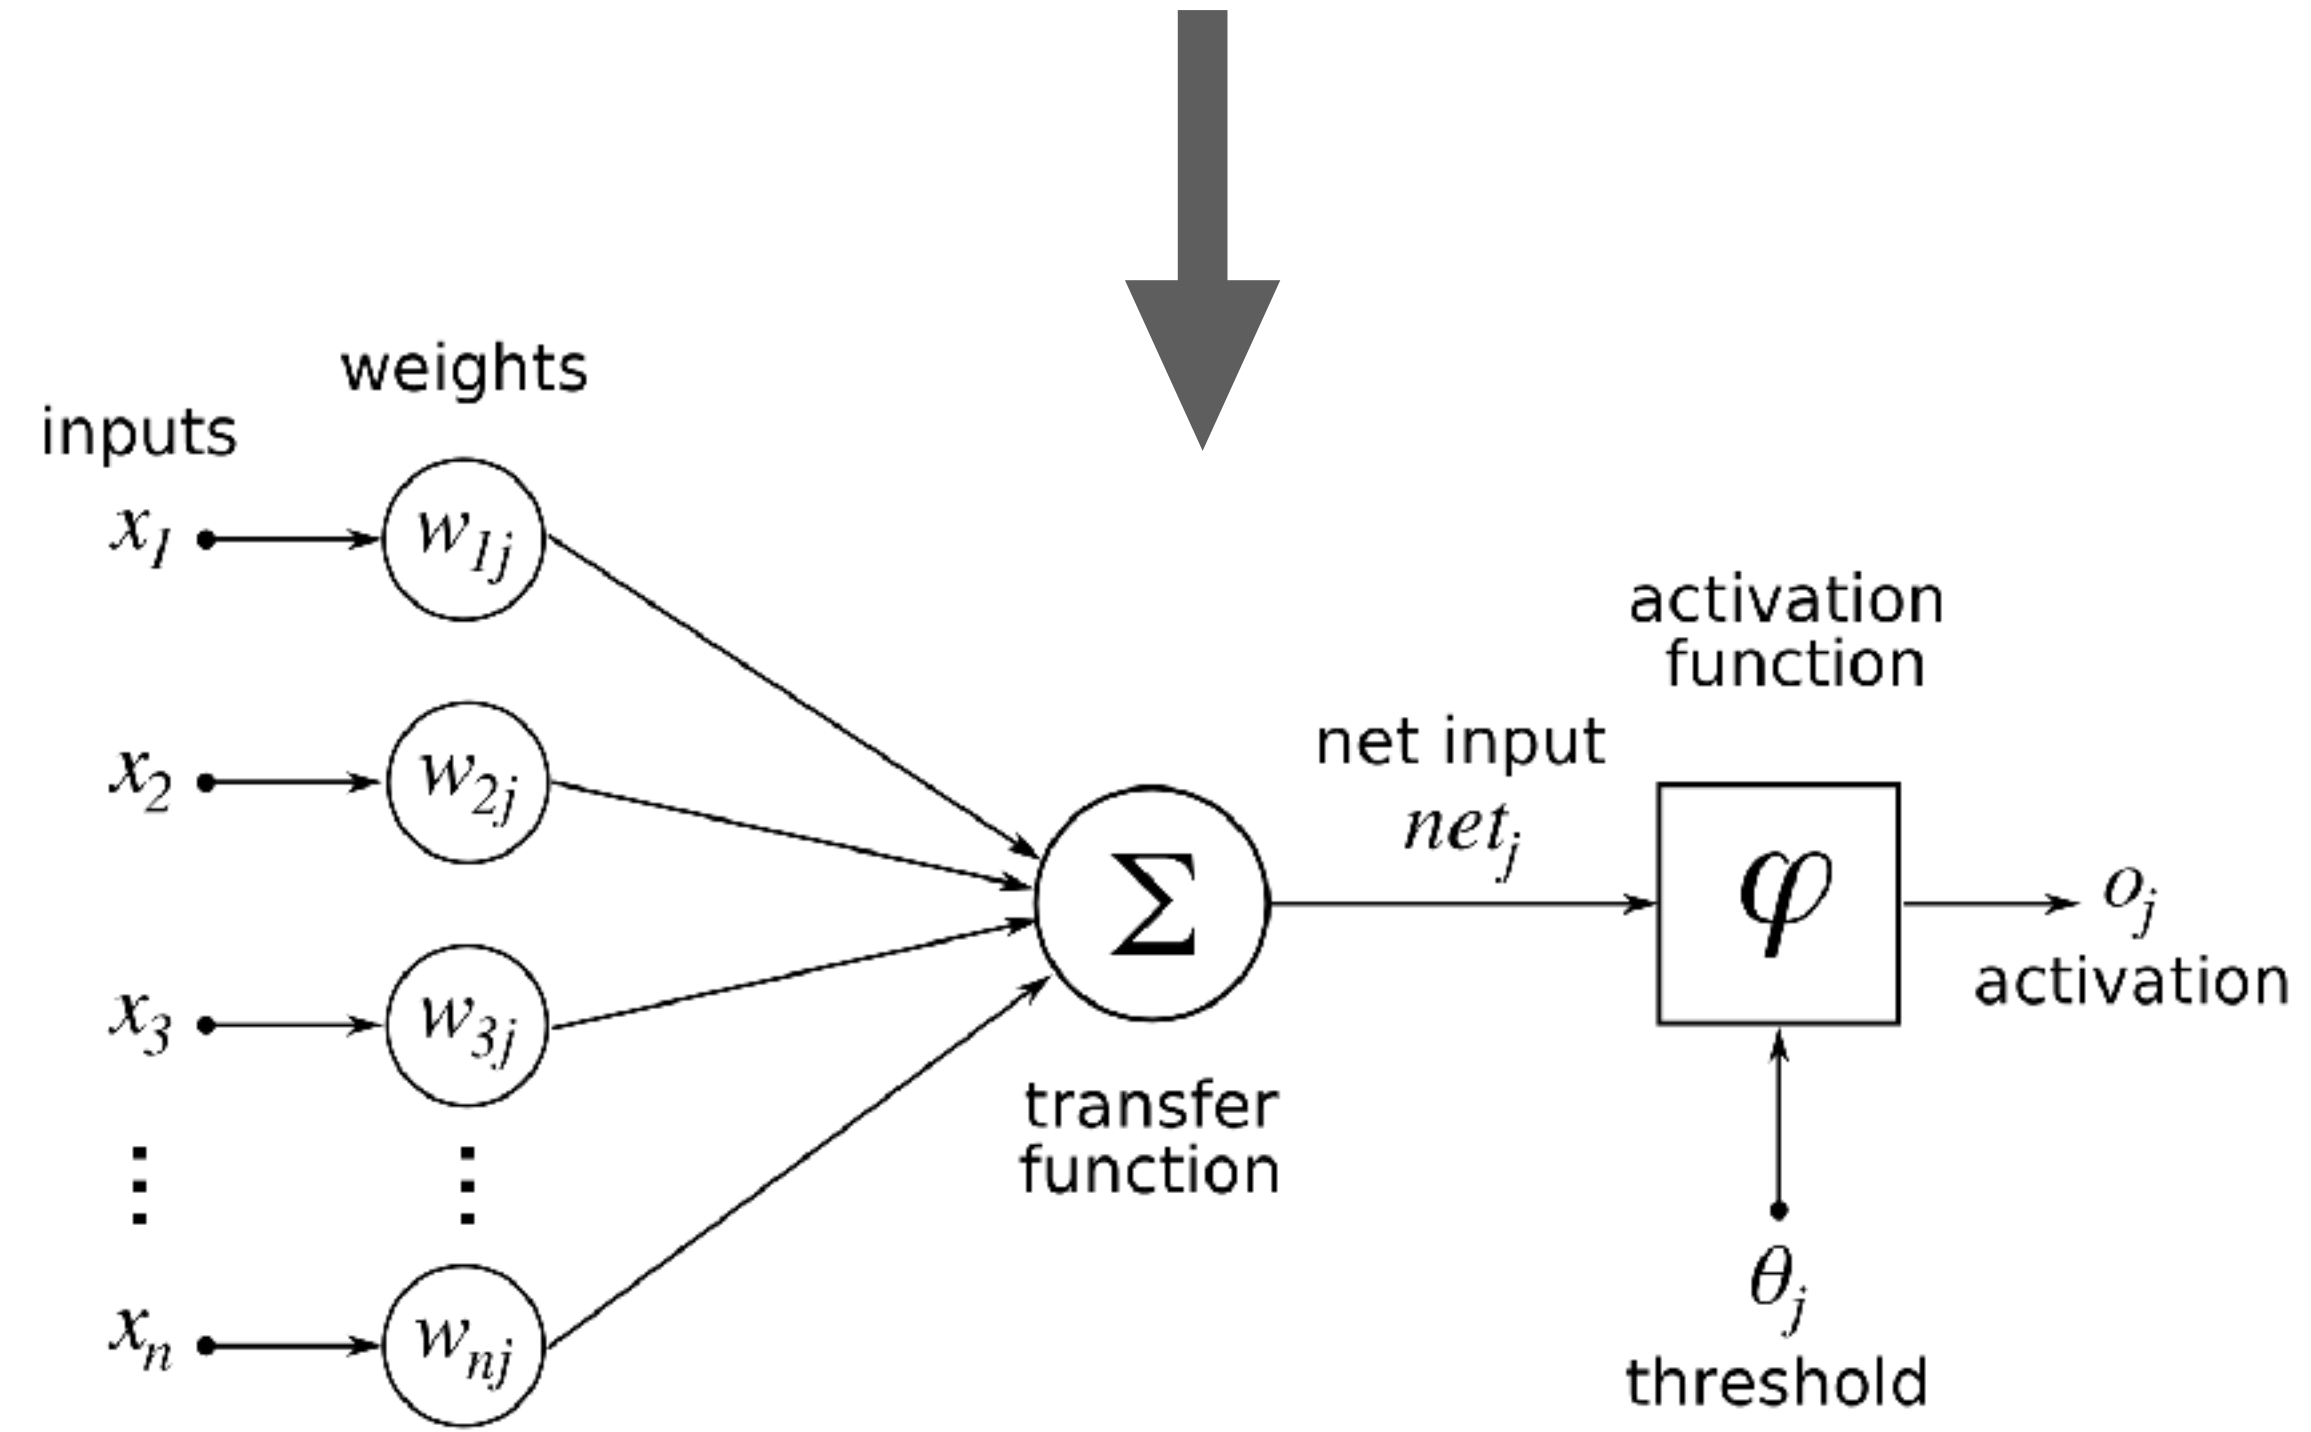 weights
inputs
x1 w1j
activation
function
x2 w2j
net input
netj
Σ
φ
oj
activation
x3 w3j
transfer
function
⋮ ⋮
θj
xn wnj
threshold